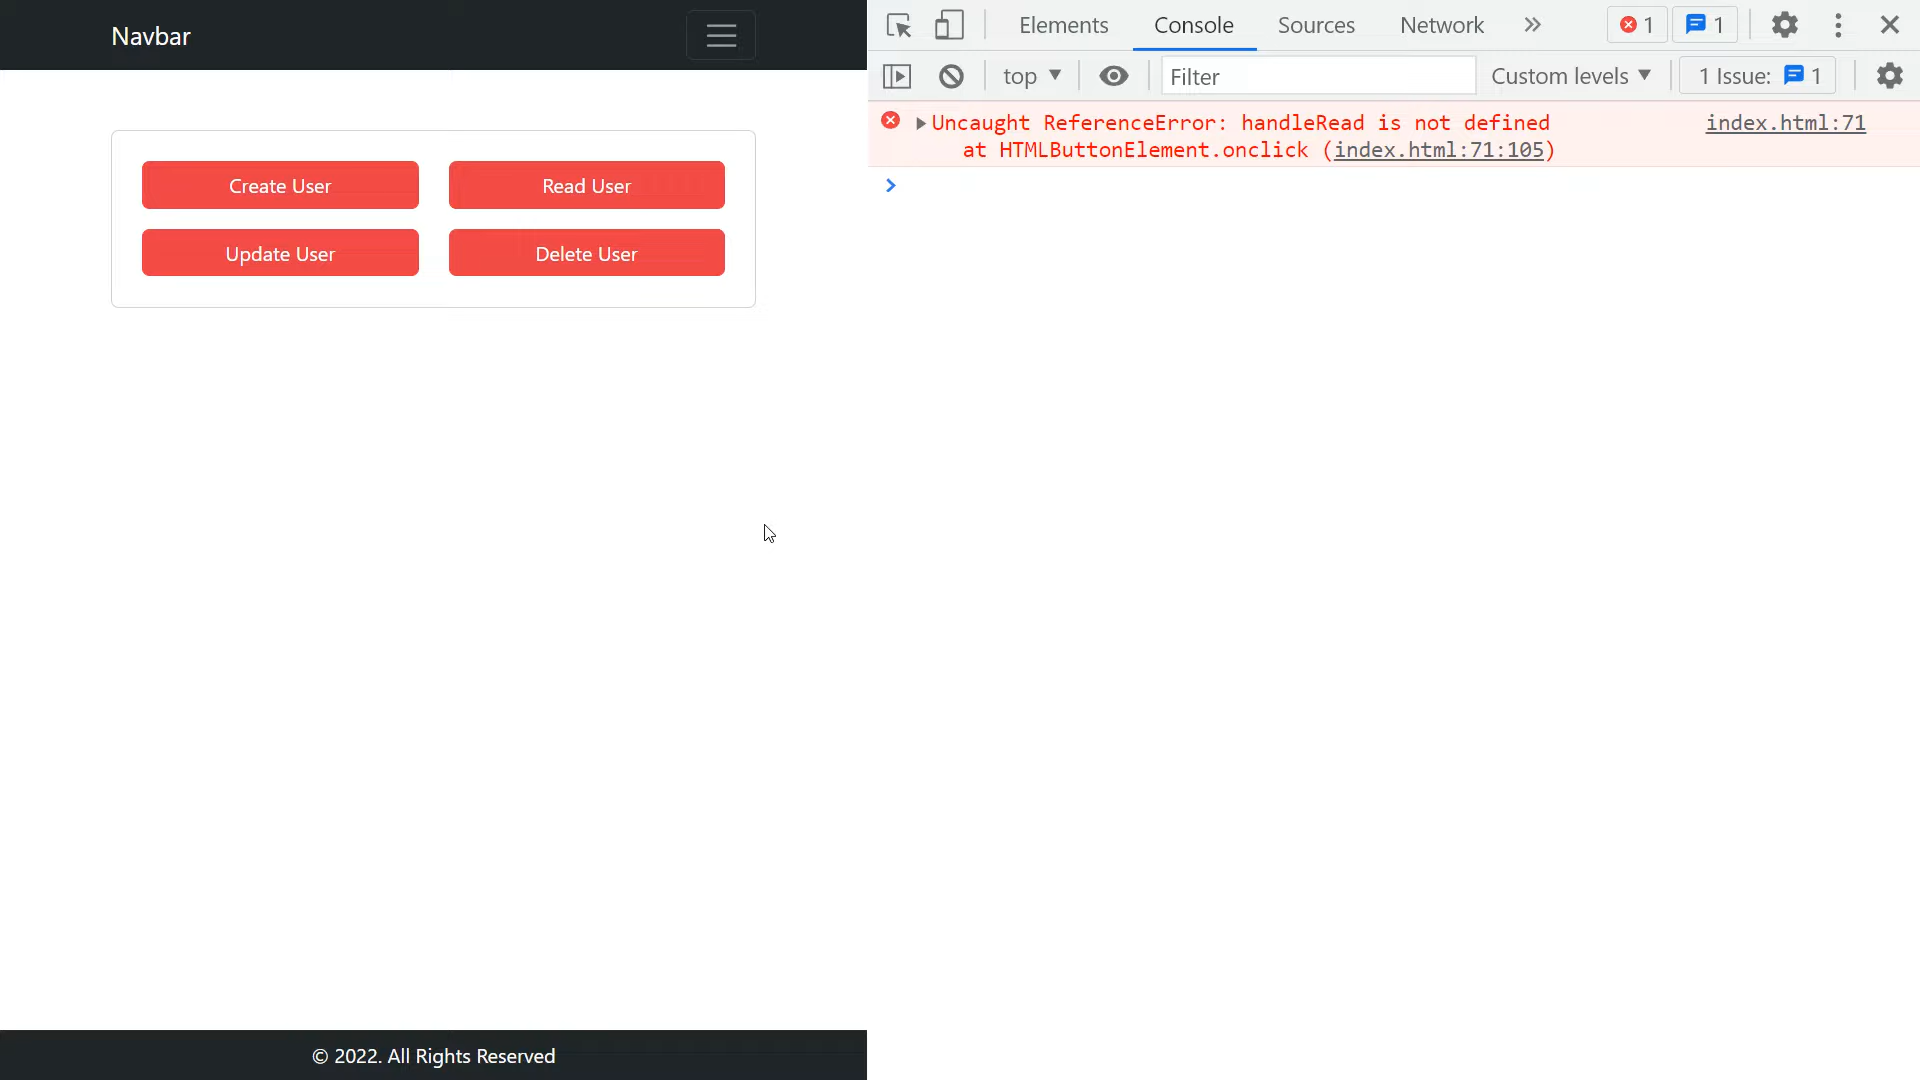 Navbar
Create User
Read User
Update User
Delete User
© 2022. All Rights Reserved
Elements Console Sources Network 1 1
top Filter Custom levels 1 Issue: 1
Uncaught ReferenceError: handleRead is not defined index.html:71
at HTMLButtonElement.onclick (index.html:71:105)